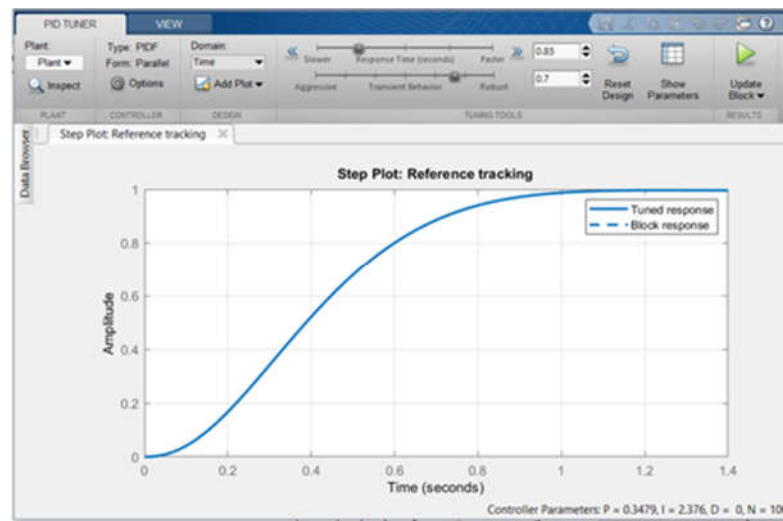 PID TUNER VIEW
Plant: Type: PIDF Domain:
Plant Form: Parallel Time
Inspect Options Add Plot
Slower Response Time (seconds) Faster 0.85
Aggressive Transient Behavior Robust 0.7
Reset Design
Show Parameters
Update Block
PLANT CONTROLLER DESIGN TUNING TOOLS RESULTS
Data Browser
Step Plot: Reference tracking
Step Plot: Reference tracking
Tuned response
Block response
Amplitude
1
0.8
0.6
0.4
0.2
0
0 0.2 0.4 0.6 0.8 1 1.2 1.4
Time (seconds)
Controller Parameters: P = 0.3479, I = 2.376, D = 0, N = 10